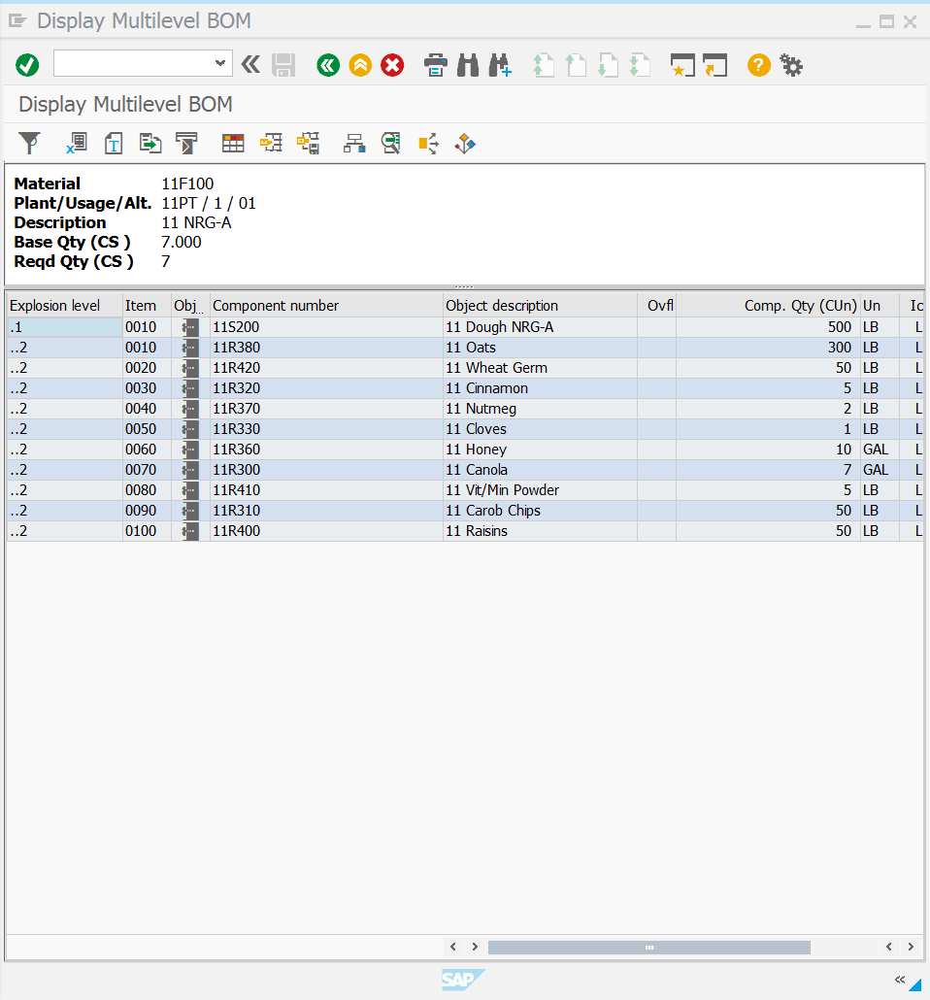 Display Multilevel BOM
Display Multilevel BOM
Material 11F100
Plant/Usage/Alt. 11PT / 1 / 01
Description 11 NRG-A
Base Qty (CS ) 7.000
Reqd Qty (CS ) 7
Explosion level Item Obj... Component number Object description Ovfl Comp. Qty (CUn) Un Ic
.1 0010 11S200 11 Dough NRG-A 500 LB L
..2 0010 11R380 11 Oats 300 LB L
..2 0020 11R420 11 Wheat Germ 50 LB L
..2 0030 11R320 11 Cinnamon 5 LB L
..2 0040 11R370 11 Nutmeg 2 LB L
..2 0050 11R330 11 Cloves 1 LB L
..2 0060 11R360 11 Honey 10 GAL L
..2 0070 11R300 11 Canola 7 GAL L
..2 0080 11R410 11 Vit/Min Powder 5 LB L
..2 0090 11R310 11 Carob Chips 50 LB L
..2 0100 11R400 11 Raisins 50 LB L
SAP